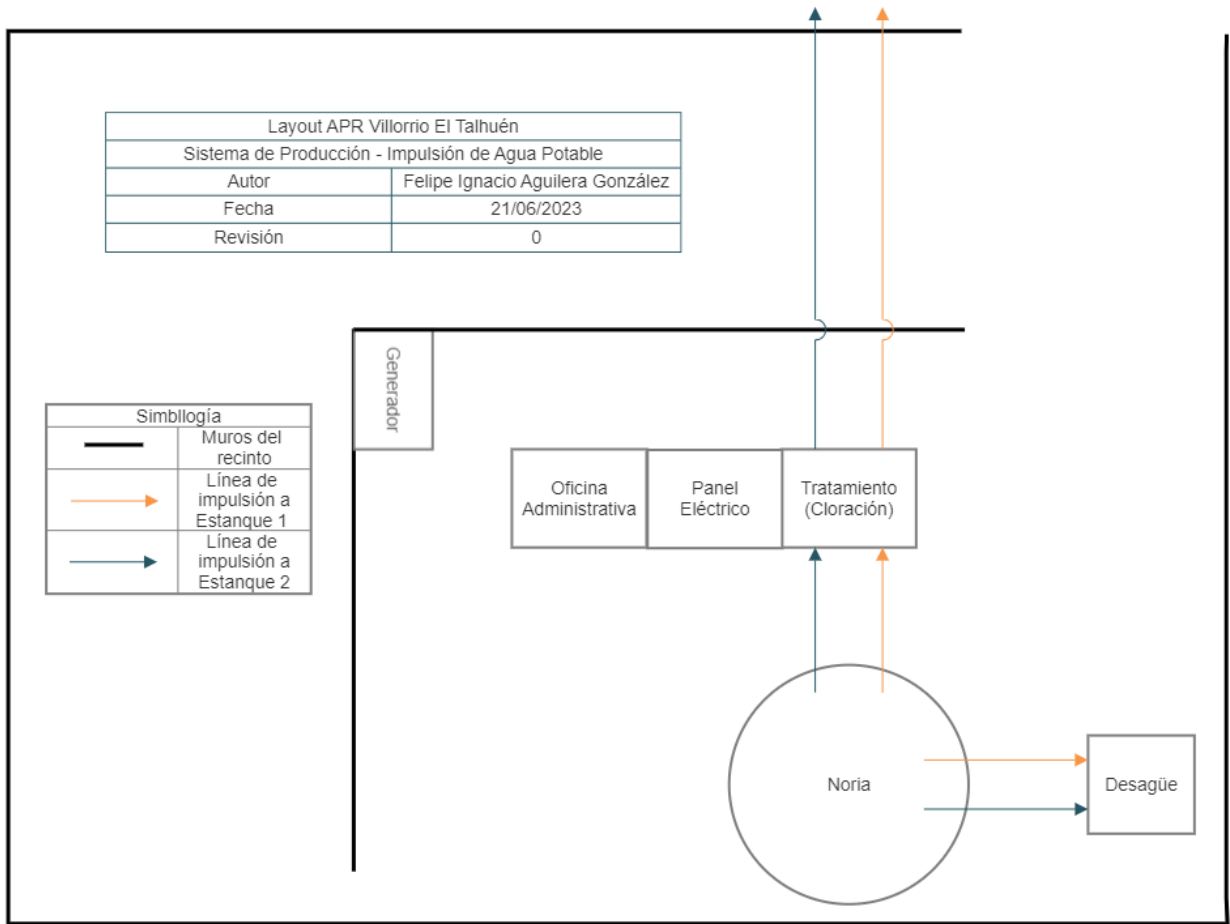 Layout APR Villorrio El Talhuén
Sistema de Producción - Impulsión de Agua Potable
Autor Felipe Ignacio Aguilera González
Fecha 21/06/2023
Revisión 0
Generador
Simbllogía
Muros del
recinto
Línea de
impulsión a
Estanque 1
Línea de
impulsión a
Estanque 2
Oficina
Administrativa
Panel
Eléctrico
Tratamiento
(Cloración)
Noria
Desagüe